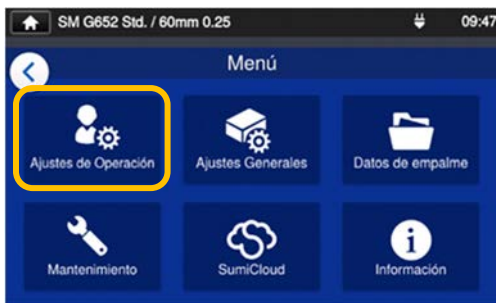 SM G652 Std. / 60mm 0.25 09:47
Menú
Ajustes de Operación Ajustes Generales Datos de empalme
Mantenimiento SumiCloud Información